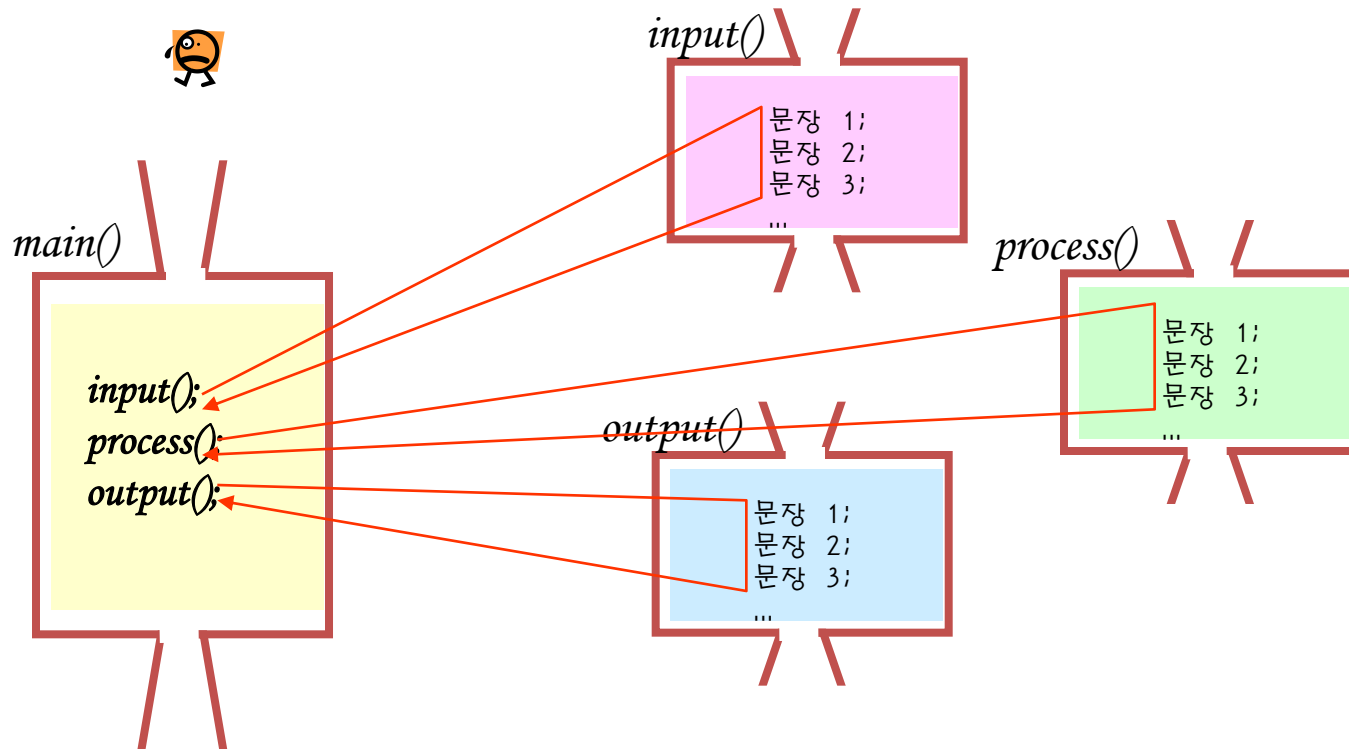 main()
input();
process();
output();
input()
문장 1;
문장 2;
문장 3;
...
process()
문장 1;
문장 2;
문장 3;
...
output()
문장 1;
문장 2;
문장 3;
...